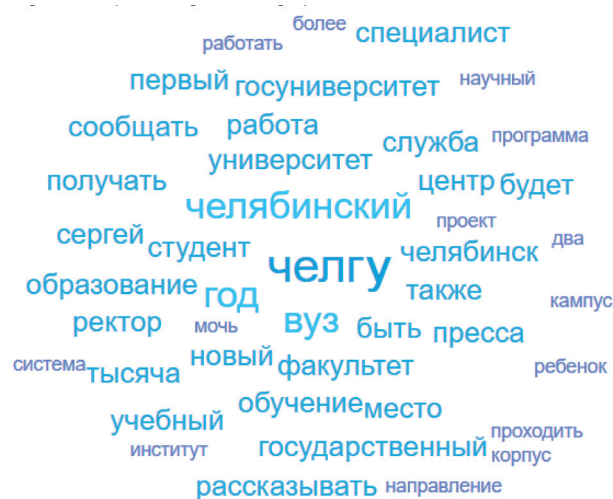 более
работать
специалист
первый госуниверситет научный
сообщать работа
служба программа
университет
получать
центр будет
челябинский
проект
сергей студент
челгу
челябинск
два
образование год
также
кампус
ректор мочь
вуз быть пресса
система тысяча
новый факультет
ребенок
обучение место
учебный
проходить
институт государственный корпус
рассказывать направление